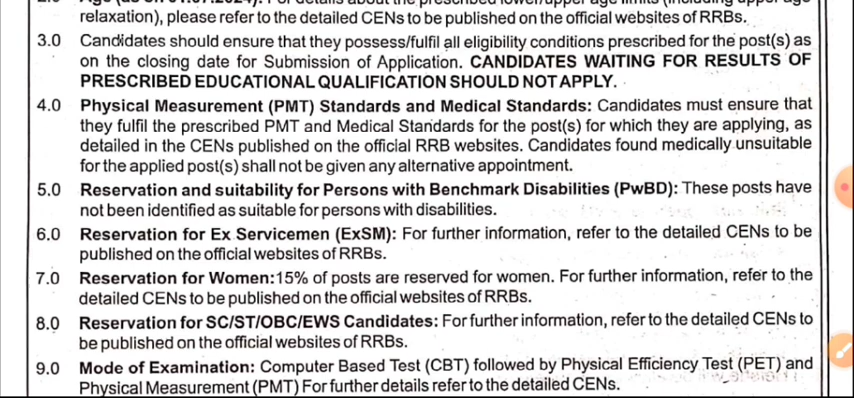 relaxation), please refer to the detailed CENs to be published on the official websites of RRBs.
3.0 Candidates should ensure that they possess/fulfil all eligibility conditions prescribed for the post(s) as
on the closing date for Submission of Application. CANDIDATES WAITING FOR RESULTS OF
PRESCRIBED EDUCATIONAL QUALIFICATION SHOULD NOT APPLY.
4.0 Physical Measurement (PMT) Standards and Medical Standards: Candidates must ensure that
they fulfil the prescribed PMT and Medical Standards for the post(s) for which they are applying, as
detailed in the CENs published on the official RRB websites. Candidates found medically unsuitable
for the applied post(s) shall not be given any alternative appointment.
5.0 Reservation and suitability for Persons with Benchmark Disabilities (PwBD): These posts have
not been identified as suitable for persons with disabilities.
6.0 Reservation for Ex Servicemen (ExSM): For further information, refer to the detailed CENs to be
published on the official websites of RRBs.
7.0 Reservation for Women:15% of posts are reserved for women. For further information, refer to the
detailed CENs to be published on the official websites of RRBs.
8.0 Reservation for SC/ST/OBC/EWS Candidates: For further information, refer to the detailed CENs to
be published on the official websites of RRBs.
9.0 Mode of Examination: Computer Based Test (CBT) followed by Physical Efficiency Test (PET) and
Physical Measurement (PMT) For further details refer to the detailed CENs.